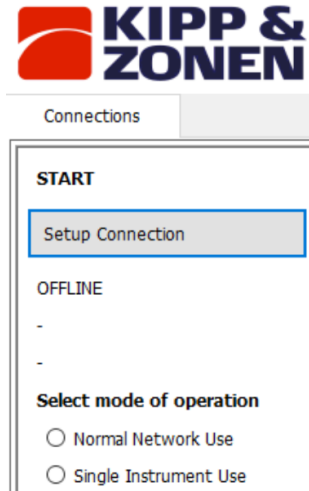 KIPP &
ZONEN
Connections
START
Setup Connection
OFFLINE
-
-
Select mode of operation
Normal Network Use
Single Instrument Use